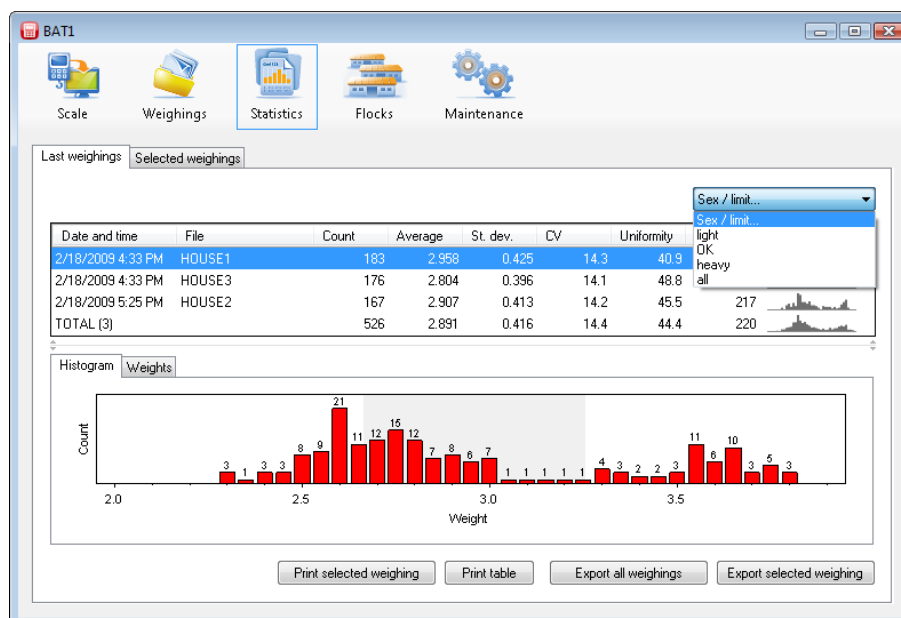 BAT1
Scale Weighings Statistics Flocks Maintenance
Last weighings Selected weighings
Sex / limit...
Sex / limit...
light
OK
heavy
all
Date and time File Count Average St. dev. CV Uniformity
2/18/2009 4:33 PM HOUSE1 183 2.958 0.425 14.3 40.9
2/18/2009 4:33 PM HOUSE3 176 2.804 0.396 14.1 48.8
2/18/2009 5:25 PM HOUSE2 167 2.907 0.413 14.2 45.5 217
TOTAL (3) 526 2.891 0.416 14.4 44.4 220
Histogram Weights
Count
3 1 3 3 8 9 21 11 12 15 12 7 8 6 7 1 1 1 1 1 4 3 2 2 3 11 6 10 3 5 3
2.0 2.5 3.0 3.5
Weight
Print selected weighing Print table Export all weighings Export selected weighing